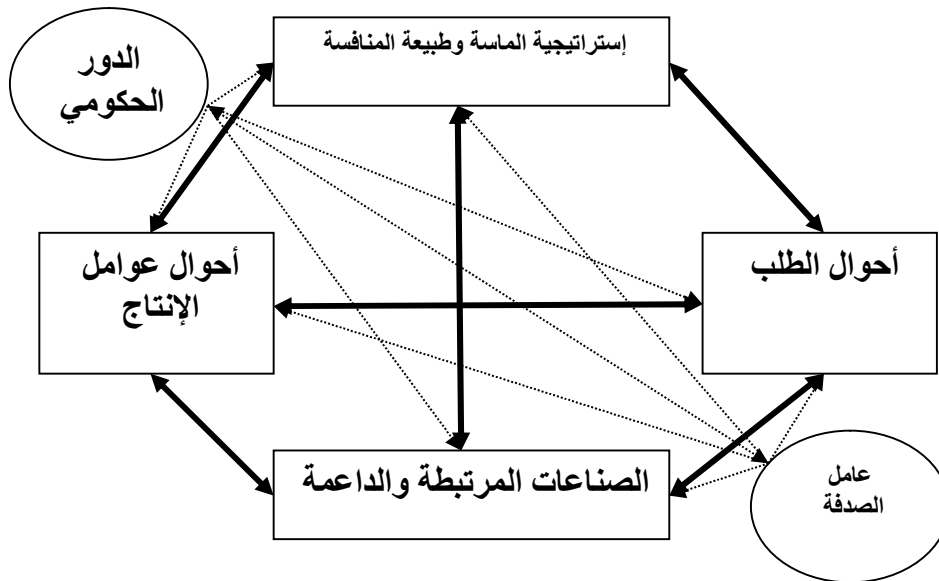 إستراتيجية الماسة وطبيعة المنافسة
الدور
الحكومي
أحوال عوامل
الإنتاج
أحوال الطلب
الصناعات المرتبطة والداعمة
عامل
الصدفة